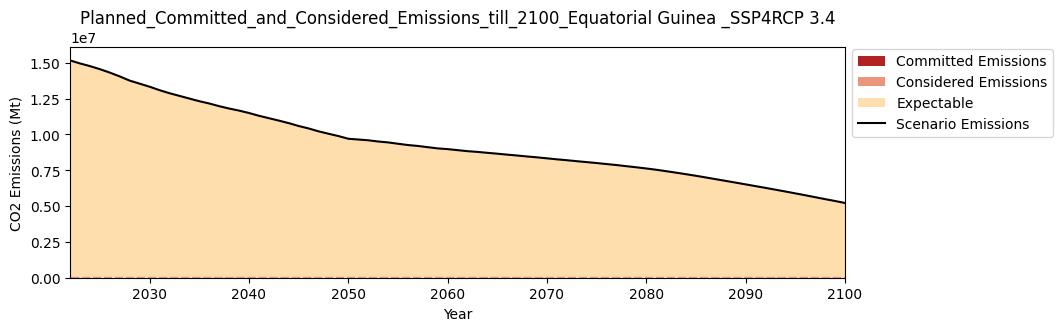 Planned_Committed_and_Considered_Emissions_till_2100_Equatorial Guinea _SSP4RCP 3.4
1e7
1.50
1.25
1.00
0.75
0.50
0.25
0.00
CO2 Emissions (Mt)
2030 2040 2050 2060 2070 2080 2090 2100
Year
Committed Emissions
Considered Emissions
Expectable
Scenario Emissions